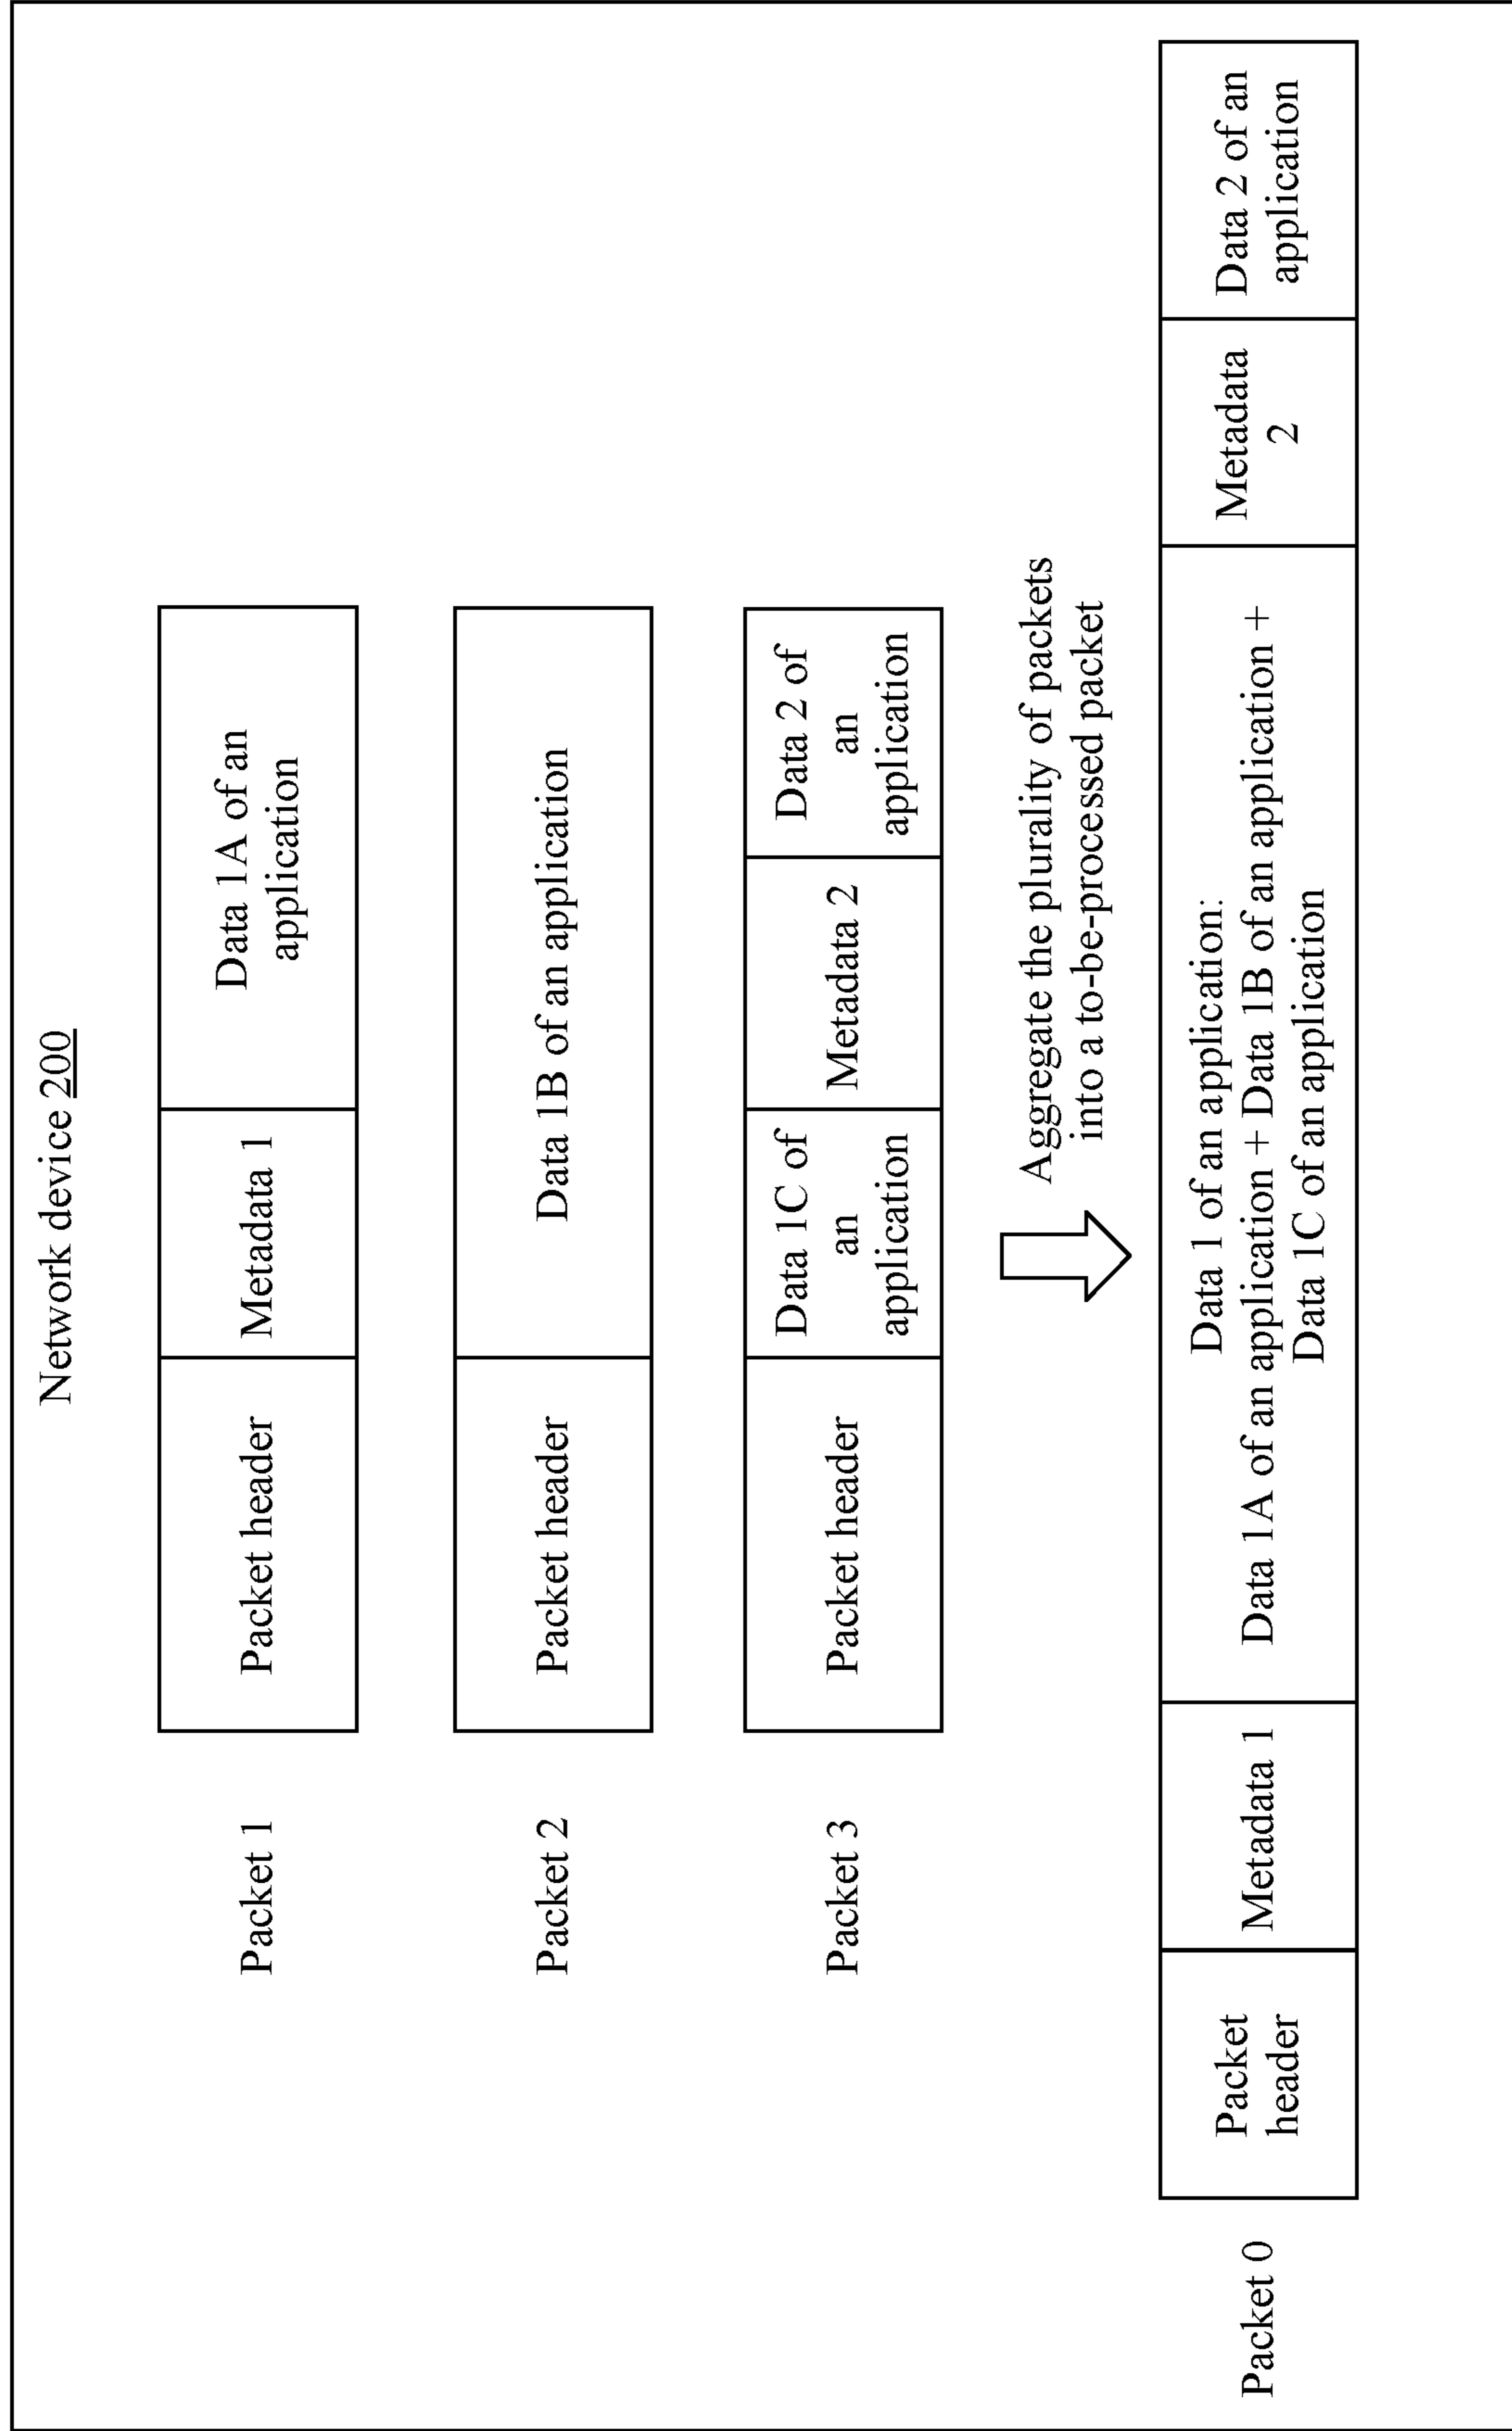 Network device 200
Packet 1
Packet header
Metadata 1
Data 1A of an
application
Packet 2
Packet header
Data 1B of an application
Packet 3
Packet header
Data 1C of
an
application
Metadata 2
Data 2 of
an
application
Aggregate the plurality of packets
into a to-be-processed packet
Packet 0
Packet
header
Metadata 1
Data 1 of an application:
Data 1A of an application + Data 1B of an application +
Data 1C of an application
Metadata
2
Data 2 of an
application